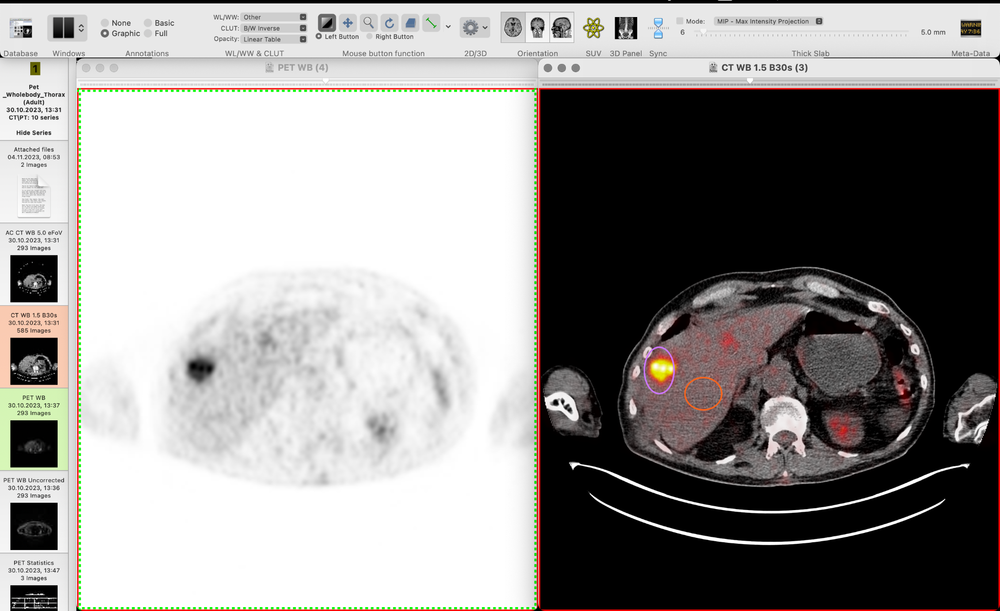 None
Basic
Graphic
Full
WL/WW:
Other
CLUT:
B/W Inverse
Opacity:
Linear Table
Left Button
Right Button
Mode:
MIP - Max Intensity Projection
6
5.0 mm
Database
Windows
Annotations
WL/WW & CLUT
Mouse button function
2D/3D
Orientation
SUV
3D Panel
Sync
Thick Slab
Meta-Data
1
Pet
_Wholebody_Thorax
(Adult)
30.10.2023, 13:31
CT\PT: 10 series
Hide Series
Attached files
04.11.2023, 08:53
2 Images
AC CT WB 5.0 eFoV
30.10.2023, 13:31
293 Images
CT WB 1.5 B30s
30.10.2023, 13:31
585 Images
PET WB
30.10.2023, 13:37
293 Images
PET WB Uncorrected
30.10.2023, 13:36
293 Images
PET Statistics
30.10.2023, 13:47
3 Images
PET WB (4)
CT WB 1.5 B30s (3)